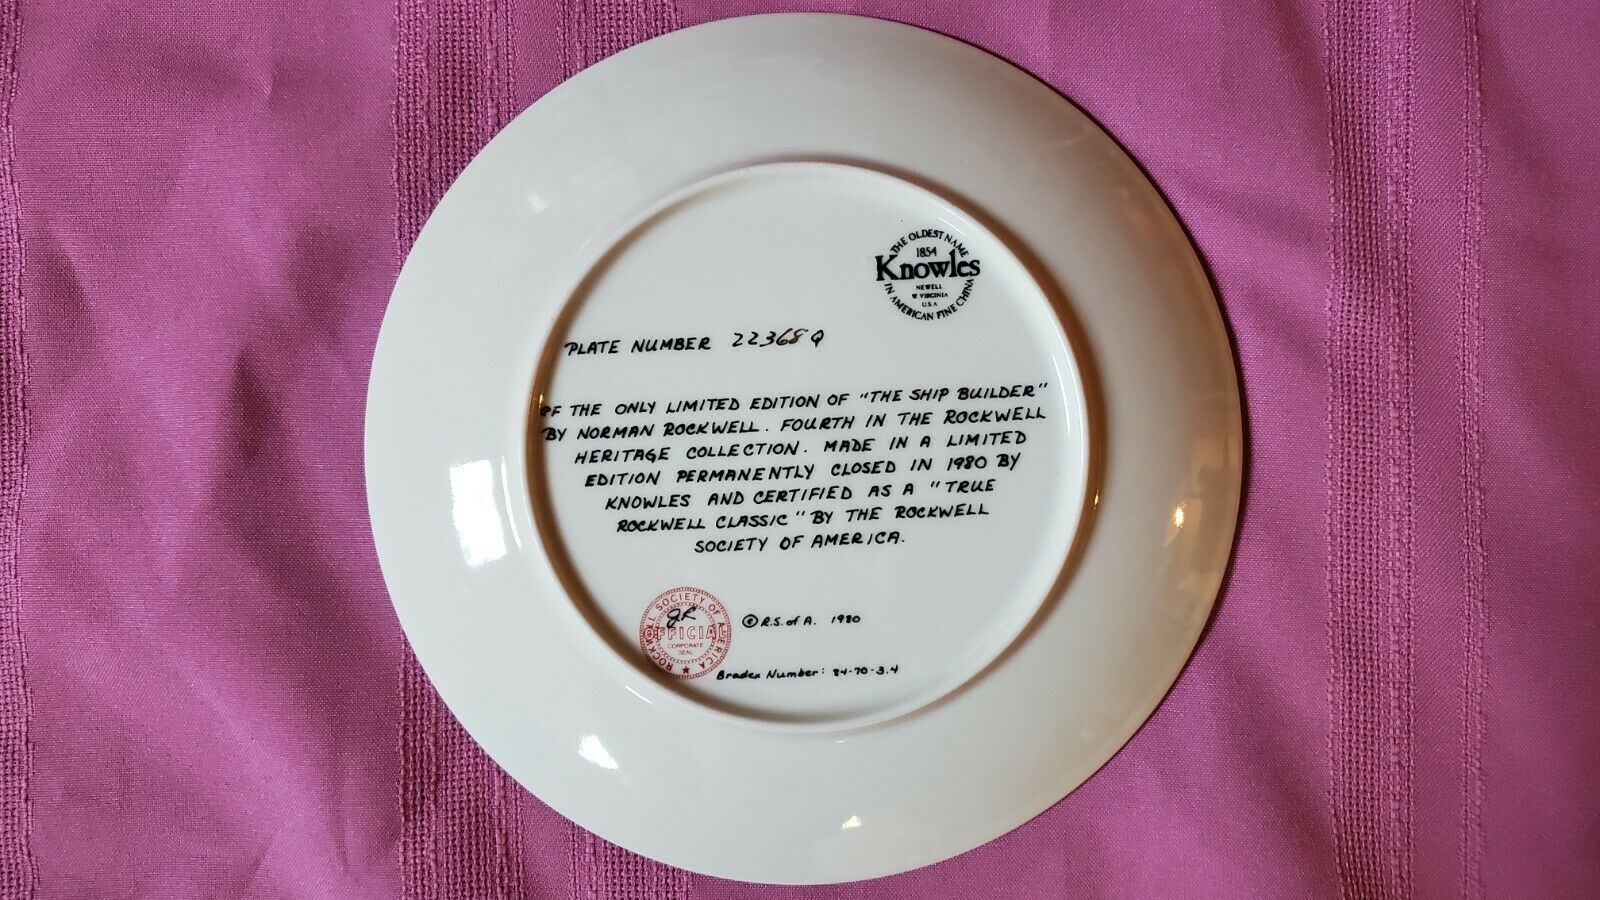 THE OLDEST NAME
1854
Knowles
NEWELL
W VIRGINIA
U.S.A
IN AMERICAN FINE CHINA
PLATE NUMBER 22368Q
OF THE ONLY LIMITED EDITION OF "THE SHIP BUILDER"
BY NORMAN ROCKWELL. FOURTH IN THE ROCKWELL
HERITAGE COLLECTION. MADE IN A LIMITED
EDITION PERMANENTLY CLOSED IN 1980 BY
KNOWLES AND CERTIFIED AS A "TRUE
ROCKWELL CLASSIC" BY THE ROCKWELL
SOCIETY OF AMERICA.
ROCKWELL SOCIETY OF AMERICA
JR
OFFICIAL
CORPORATE
SEAL
© R.S. of A. 1980
Bradex Number: 84-70-3.4